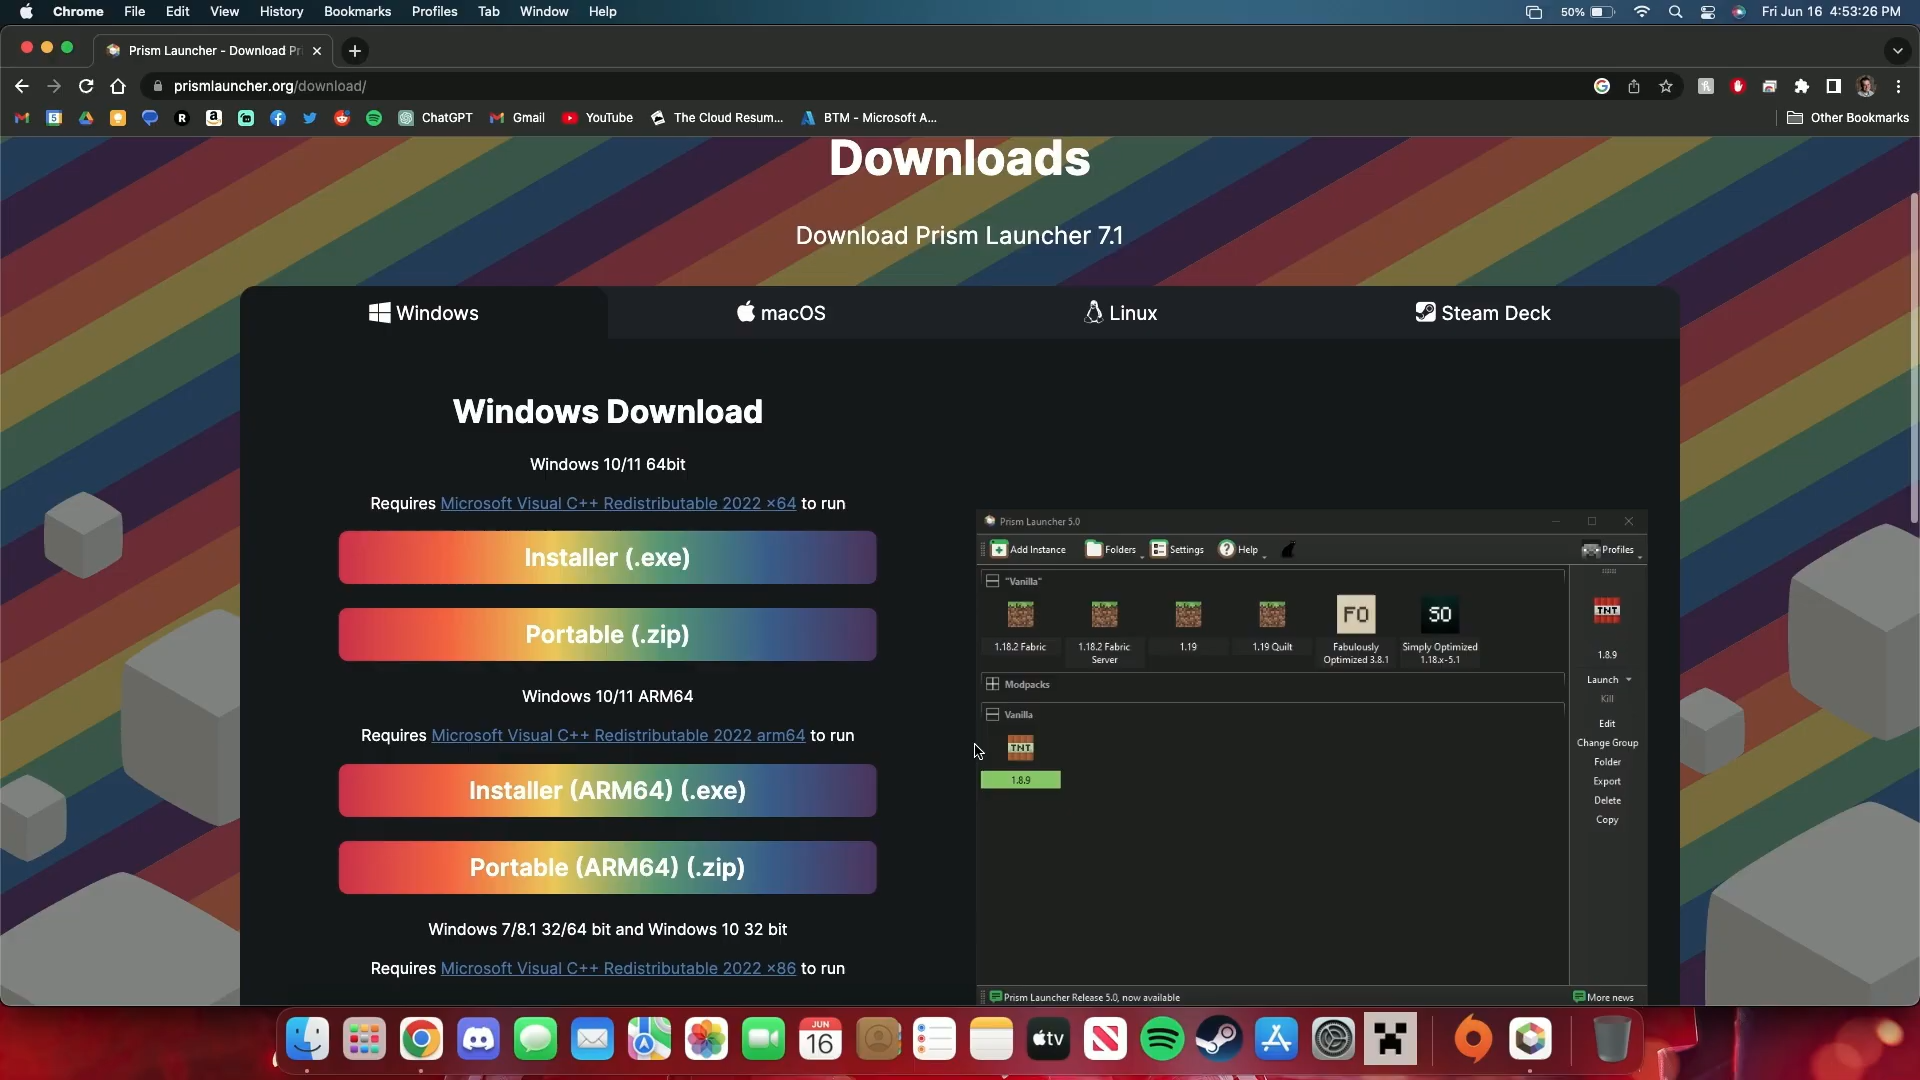 Chrome File Edit View History Bookmarks Profiles Tab Window Help 50% Fri Jun 16 4:53:26 PM
Prism Launcher - Download Pri
prismlauncher.org/download/
ChatGPT Gmail YouTube The Cloud Resum... BTM - Microsoft A... Other Bookmarks
Downloads
Download Prism Launcher 7.1
Windows macOS Linux Steam Deck
Windows Download
Windows 10/11 64bit
Requires Microsoft Visual C++ Redistributable 2022 x64 to run
Installer (.exe)
Portable (.zip)
Windows 10/11 ARM64
Requires Microsoft Visual C++ Redistributable 2022 arm64 to run
Installer (ARM64) (.exe)
Portable (ARM64) (.zip)
Windows 7/8.1 32/64 bit and Windows 10 32 bit
Requires Microsoft Visual C++ Redistributable 2022 x86 to run
Prism Launcher 5.0
Add Instance Folders Settings Help Profiles
"Vanilla"
FO SO
1.18.2 Fabric 1.18.2 Fabric Server 1.19 1.19 Quilt Fabulously Optimized 3.8.1 Simply Optimized 1.18.x-5.1
Modpacks
Vanilla
TNT
1.8.9
TNT
1.8.9
Launch
Kill
Edit
Change Group
Folder
Export
Delete
Copy
Prism Launcher Release 5.0, now available More news
JUN
16
tv